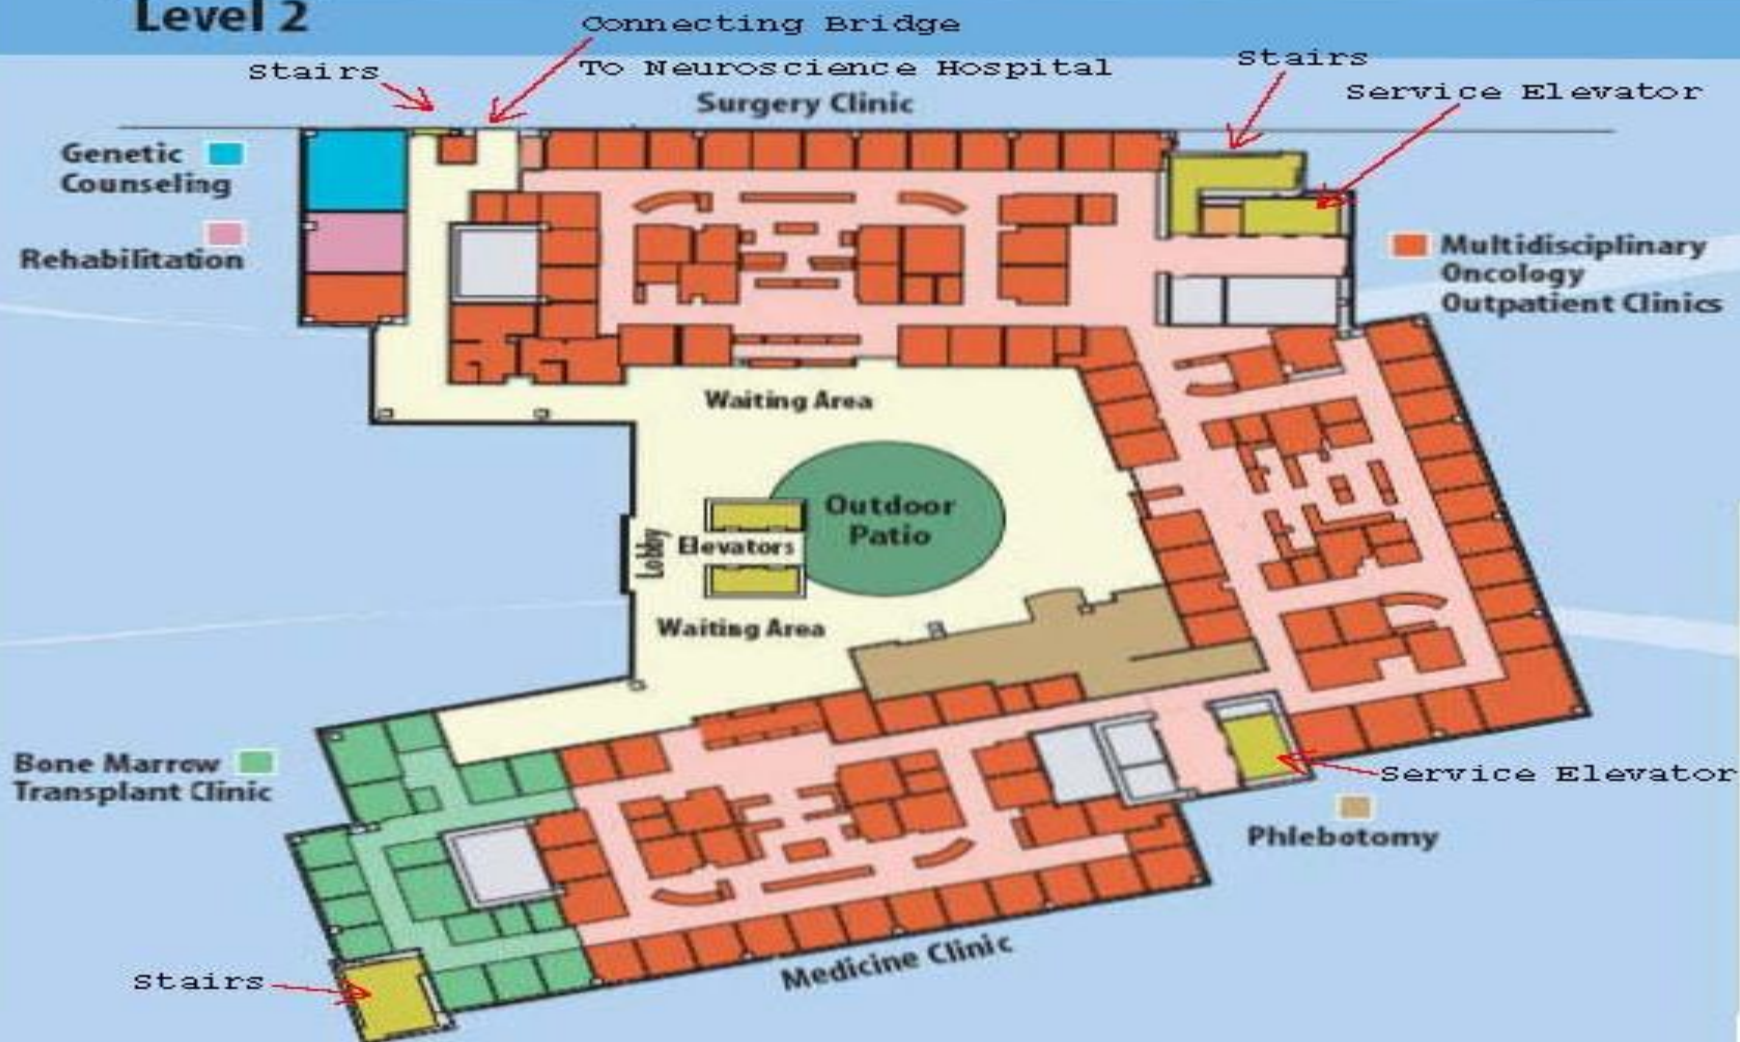 Level 2
Connecting Bridge
To Neuroscience Hospital
Stairs
Stairs
Service Elevator
Surgery Clinic
Genetic
Counseling
Rehabilitation
Multidisciplinary
Oncology
Outpatient Clinics
Waiting Area
Outdoor
Patio
Elevators
Lobby
Waiting Area
Bone Marrow
Transplant Clinic
Service Elevator
Phlebotomy
Medicine Clinic
Stairs